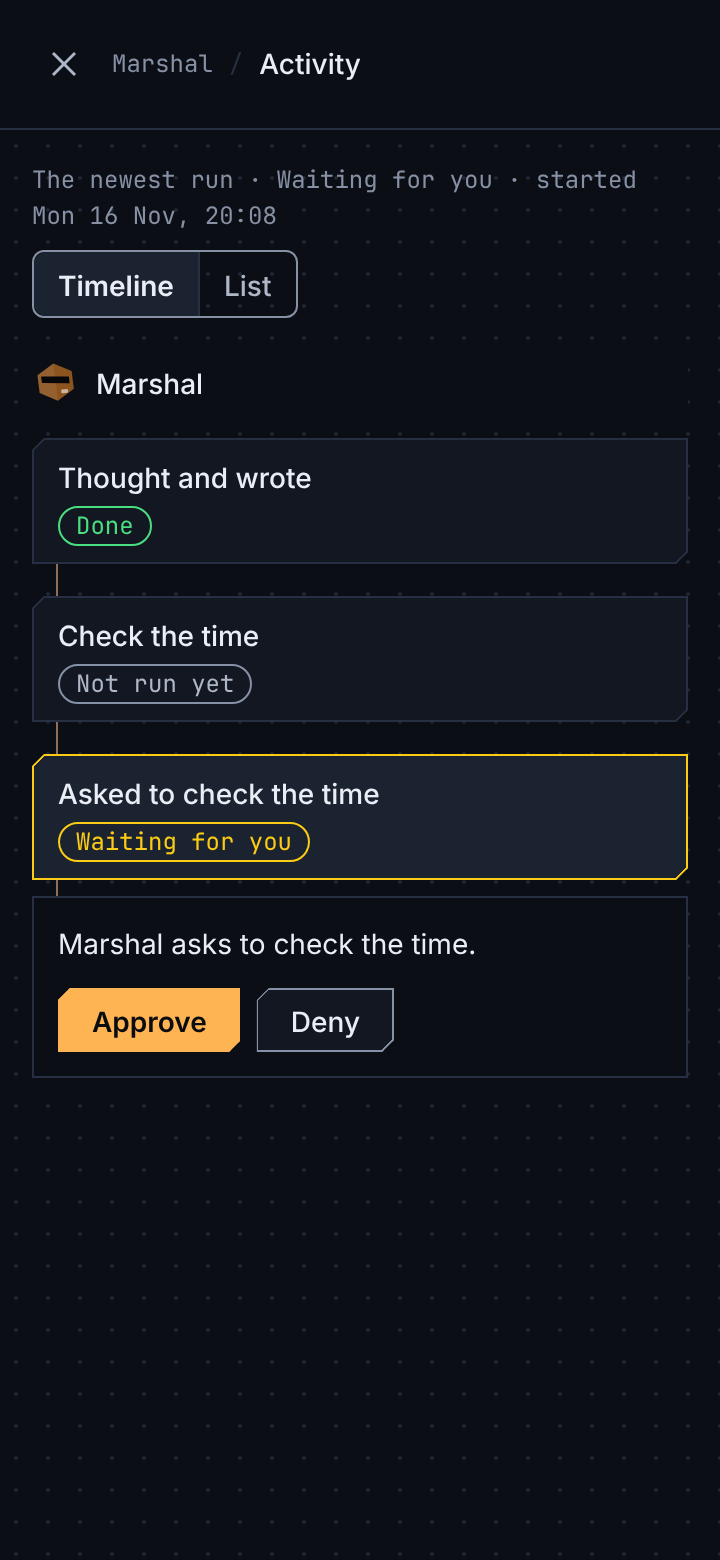 Marshal / Activity
The newest run · Waiting for you · started
Mon 16 Nov, 20:08
Timeline List
Marshal
Thought and wrote
Done
Check the time
Not run yet
Asked to check the time
Waiting for you
Marshal asks to check the time.
Approve Deny